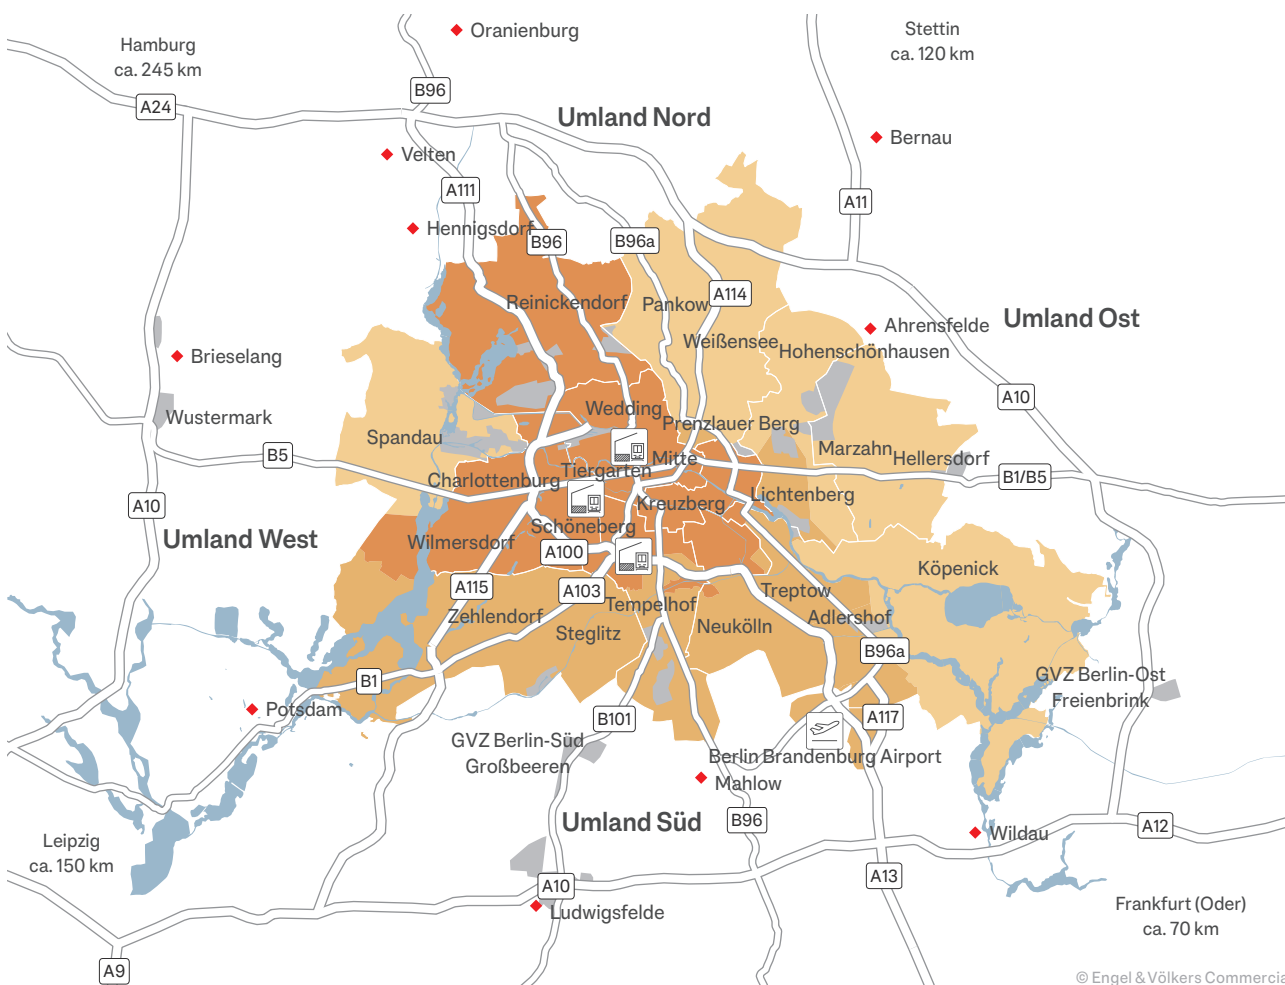 Oranienburg
Stettin
ca. 120 km
Hamburg
ca. 245 km
B96
A24
Umland Nord
Bernau
Velten
A111
A11
Hennigsdorf
B96
B96a
A114
Reinickendorf
Pankow
Umland Ost
Ahrensfelde
Weißensee
Hohenschönhausen
Brieselang
A10
Wedding
Wustermark
Prenzlauer Berg
Spandau
Marzahn
Hellersdorf
B5
Mitte
Tiergarten
Charlottenburg
B1/B5
Lichtenberg
A10
Kreuzberg
Schöneberg
Umland West
Wilmersdorf
A100
Köpenick
A115
A103
Treptow
Tempelhof
Zehlendorf
Adlershof
Steglitz
Neukölln
B96a
B1
GVZ Berlin-Ost
Freienbrink
Potsdam
B101
A117
GVZ Berlin-Süd
Großbeeren
Berlin Brandenburg Airport
Mahlow
Umland Süd
B96
A12
Wildau
Leipzig
ca. 150 km
A10
A13
Ludwigsfelde
Frankfurt (Oder)
ca. 70 km
A9
© Engel & Völkers Commercia